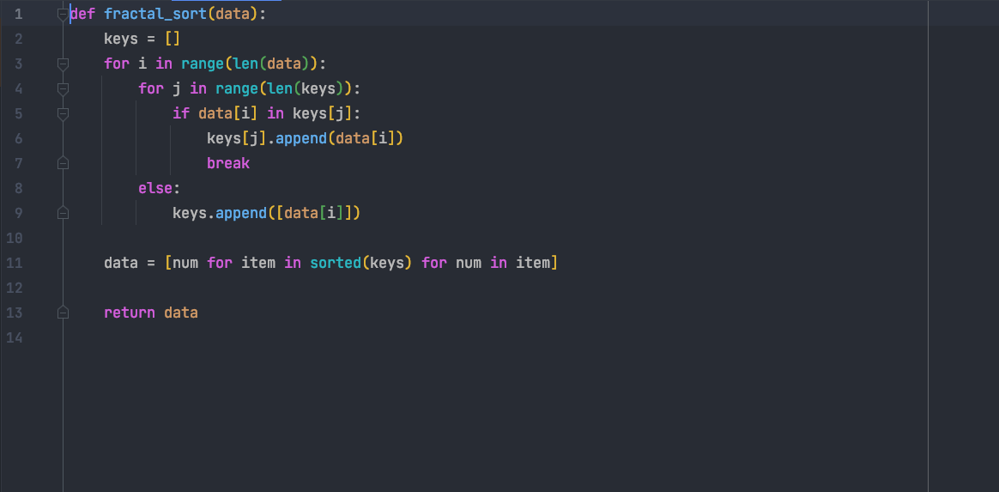 1 def fractal_sort(data):
2     keys = []
3     for i in range(len(data)):
4         for j in range(len(keys)):
5             if data[i] in keys[j]:
6                 keys[j].append(data[i])
7                 break
8         else:
9             keys.append([data[i]])
10
11     data = [num for item in sorted(keys) for num in item]
12
13     return data
14